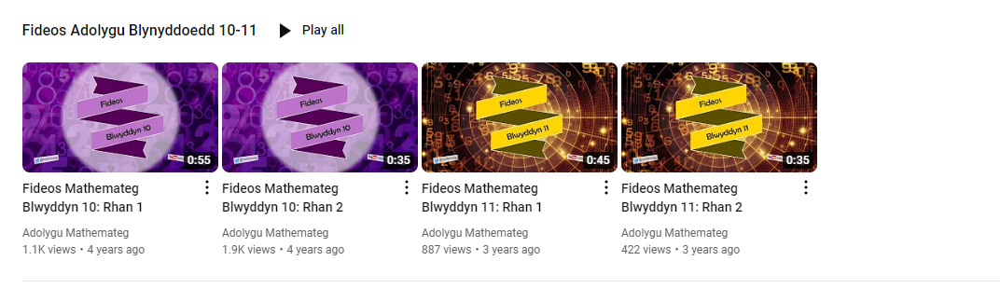 Fideos Adolygu Blynyddoedd 10-11 Play all
Fideos
Blwyddyn 10
0:55
Fideos
Blwyddyn 10
0:35
Fideos
Blwyddyn 11
0:45
Fideos
Blwyddyn 11
0:35
Fideos Mathemateg
Blwyddyn 10: Rhan 1
Adolygu Mathemateg
1.1K views • 4 years ago
Fideos Mathemateg
Blwyddyn 10: Rhan 2
Adolygu Mathemateg
1.9K views • 4 years ago
Fideos Mathemateg
Blwyddyn 11: Rhan 1
Adolygu Mathemateg
887 views • 3 years ago
Fideos Mathemateg
Blwyddyn 11: Rhan 2
Adolygu Mathemateg
422 views • 3 years ago